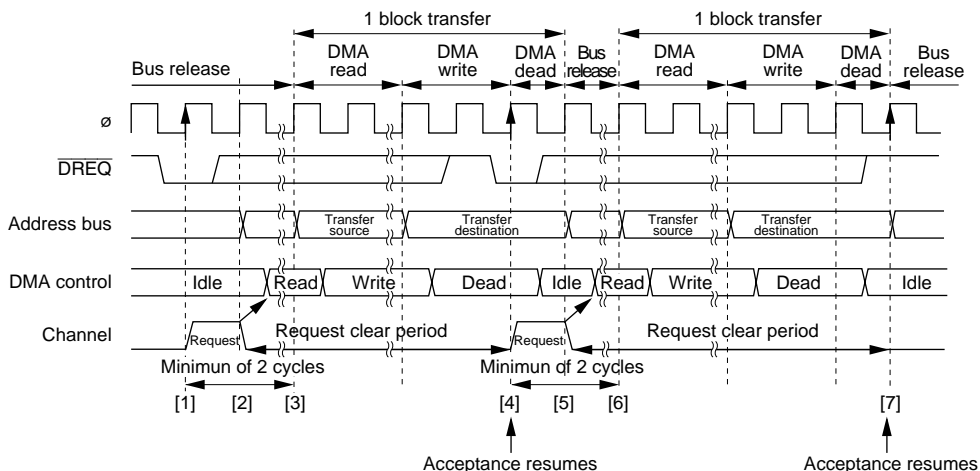 1 block transfer 1 block transfer
Bus release DMA read DMA write DMA dead Bus release DMA read DMA write DMA dead Bus release
ø
DREQ
Address bus Transfer source Transfer destination Transfer source Transfer destination
DMA control Idle Read Write Dead Idle Read Write Dead Idle
Channel Request Request clear period Request Request clear period
Minimun of 2 cycles Minimun of 2 cycles
[1] [2] [3] [4] [5] [6] [7]
Acceptance resumes Acceptance resumes